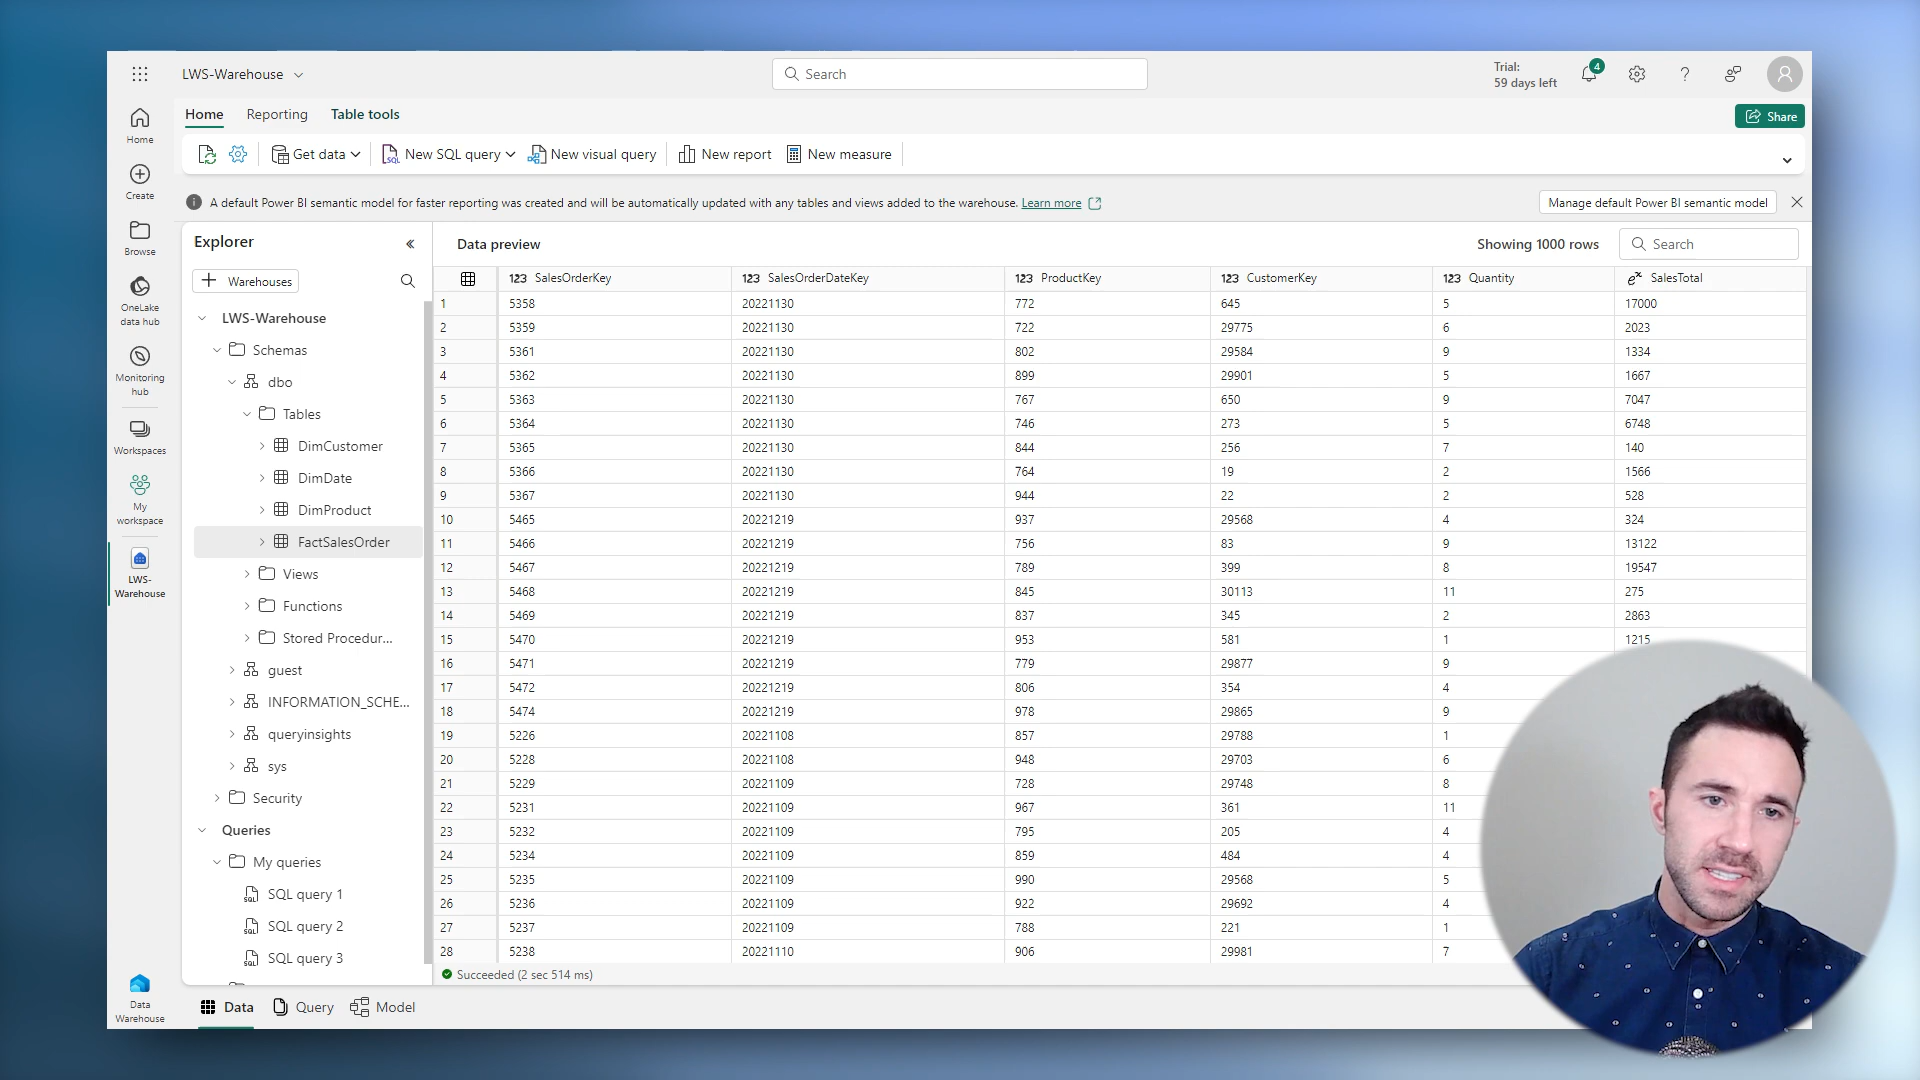 LWS-Warehouse
Search
Trial:
59 days left
4
Home
Reporting
Table tools
Share
Get data
New SQL query
New visual query
New report
New measure
A default Power BI semantic model for faster reporting was created and will be automatically updated with any tables and views added to the warehouse. Learn more
Manage default Power BI semantic model
Home
Create
Browse
OneLake
data hub
Monitoring
hub
Workspaces
My
workspace
LWS-
Warehouse
Data
Warehouse
Explorer
Warehouses
LWS-Warehouse
Schemas
dbo
Tables
DimCustomer
DimDate
DimProduct
FactSalesOrder
Views
Functions
Stored Procedur...
guest
INFORMATION_SCHE...
queryinsights
sys
Security
Queries
My queries
SQL query 1
SQL query 2
SQL query 3
Data preview
Showing 1000 rows
Search
123 SalesOrderKey 123 SalesOrderDateKey 123 ProductKey 123 CustomerKey 123 Quantity SalesTotal
1 5358 20221130 772 645 5 17000
2 5359 20221130 722 29775 6 2023
3 5361 20221130 802 29584 9 1334
4 5362 20221130 899 29901 5 1667
5 5363 20221130 767 650 9 7047
6 5364 20221130 746 273 5 6748
7 5365 20221130 844 256 7 140
8 5366 20221130 764 19 2 1566
9 5367 20221130 944 22 2 528
10 5465 20221219 937 29568 4 324
11 5466 20221219 756 83 9 13122
12 5467 20221219 789 399 8 19547
13 5468 20221219 845 30113 11 275
14 5469 20221219 837 345 2 2863
15 5470 20221219 953 581 1 1215
16 5471 20221219 779 29877 9
17 5472 20221219 806 354 4
18 5474 20221219 978 29865 9
19 5226 20221108 857 29788 1
20 5228 20221108 948 29703 6
21 5229 20221109 728 29748 8
22 5231 20221109 967 361 11
23 5232 20221109 795 205 4
24 5234 20221109 859 484 4
25 5235 20221109 990 29568 5
26 5236 20221109 922 29692 4
27 5237 20221109 788 221 1
28 5238 20221110 906 29981 7
Succeeded (2 sec 514 ms)
Data
Query
Model